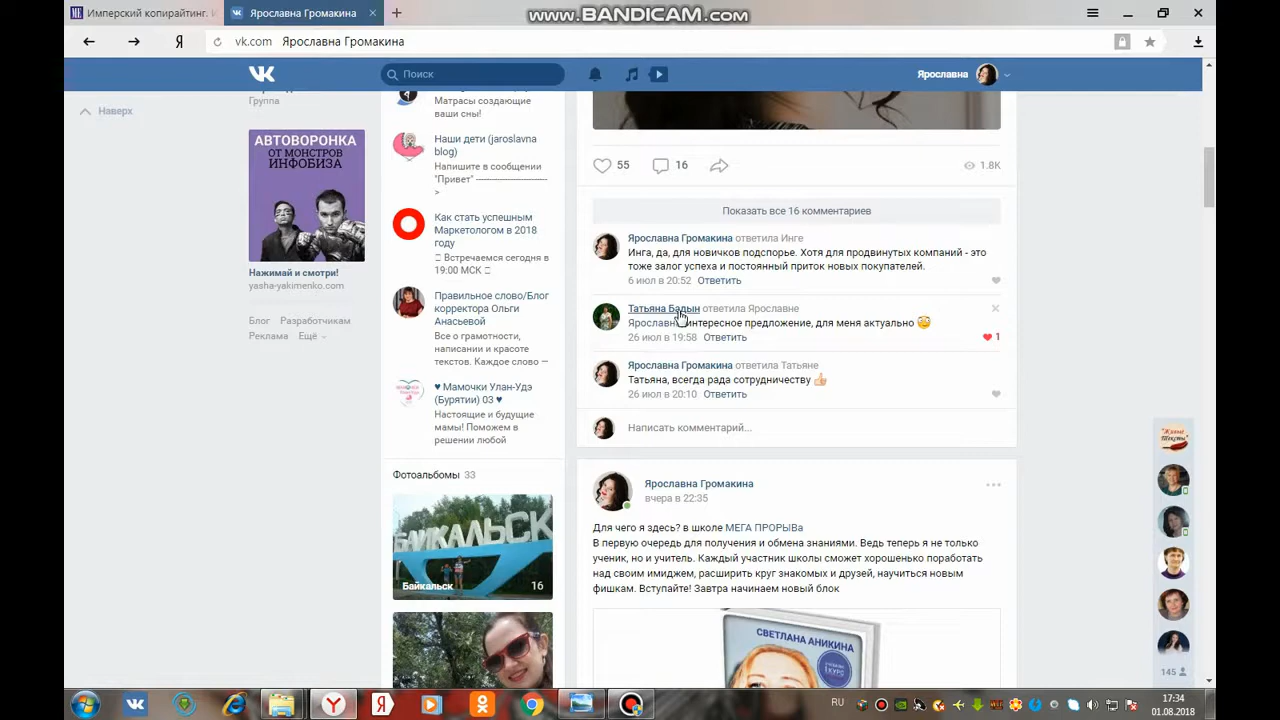 www.BANDICAM.com
Имперский копирайтинг.
Ярославна Громакина
vk.com Ярославна Громакина
Поиск
Ярославна
Наверх
Группа
АВТОВОРОНКА
ОТ МОНСТРОВ
ИНФОБИЗА
Нажимай и смотри!
yasha-yakimenko.com
Блог Разработчикам
Реклама Ещё
Матрасы создающие
ваши сны!
Наши дети (jaroslavna
blog)
Напишите в сообщении
"Привет" ----------------------
>
Как стать успешным
Маркетологом в 2018
году
Встречаемся сегодня в
19:00 МСК
Правильное слово/Блог
корректора Ольги
Анасьевой
Все о грамотности,
написании и красоте
текстов. Каждое слово —
♥ Мамочки Улан-Удэ
(Бурятии) 03 ♥
Настоящие и будущие
мамы! Поможем в
решении любой
Фотоальбомы 33
БАЙКАЛЬСК
Байкальск 16
55 16 1.8K
Показать все 16 комментариев
Ярославна Громакина ответила Инге
Инга, да, для новичков подспорье. Хотя для продвинутых компаний - это
тоже залог успеха и постоянный приток новых покупателей.
6 июл в 20:52 Ответить
Татьяна Бадын ответила Ярославне
Ярославна интересное предложение, для меня актуально
26 июл в 19:58 Ответить 1
Ярославна Громакина ответила Татьяне
Татьяна, всегда рада сотрудничеству
26 июл в 20:10 Ответить
Написать комментарий...
Ярославна Громакина
вчера в 22:35
Для чего я здесь? в школе МЕГА ПРОРЫВа
В первую очередь для получения и обмена знаниями. Ведь теперь я не только
ученик, но и учитель. Каждый участник школы сможет хорошенько поработать
над своим имиджем, расширить круг знакомых и друзей, научиться новым
фишкам. Вступайте! Завтра начинаем новый блок
СВЕТЛАНА АНИКИНА
145
RU
17:34
01.08.2018